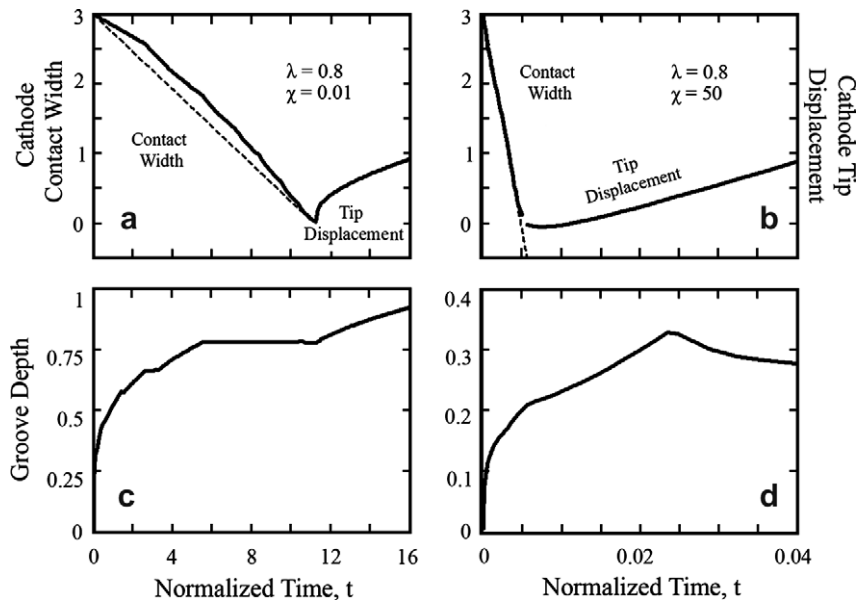 3
2
1
0
Cathode
Contact Width
λ = 0.8
χ = 0.01
Contact
Width
Tip
Displacement
a
3
2
1
0
Contact
Width
λ = 0.8
χ = 50
Tip
Displacement
b
Cathode Tip
Displacement
1
0.75
0.5
0.25
0
Groove Depth
c
0 4 8 12 16
Normalized Time, t
0.4
0.3
0.2
0.1
0
d
0 0.02 0.04
Normalized Time, t